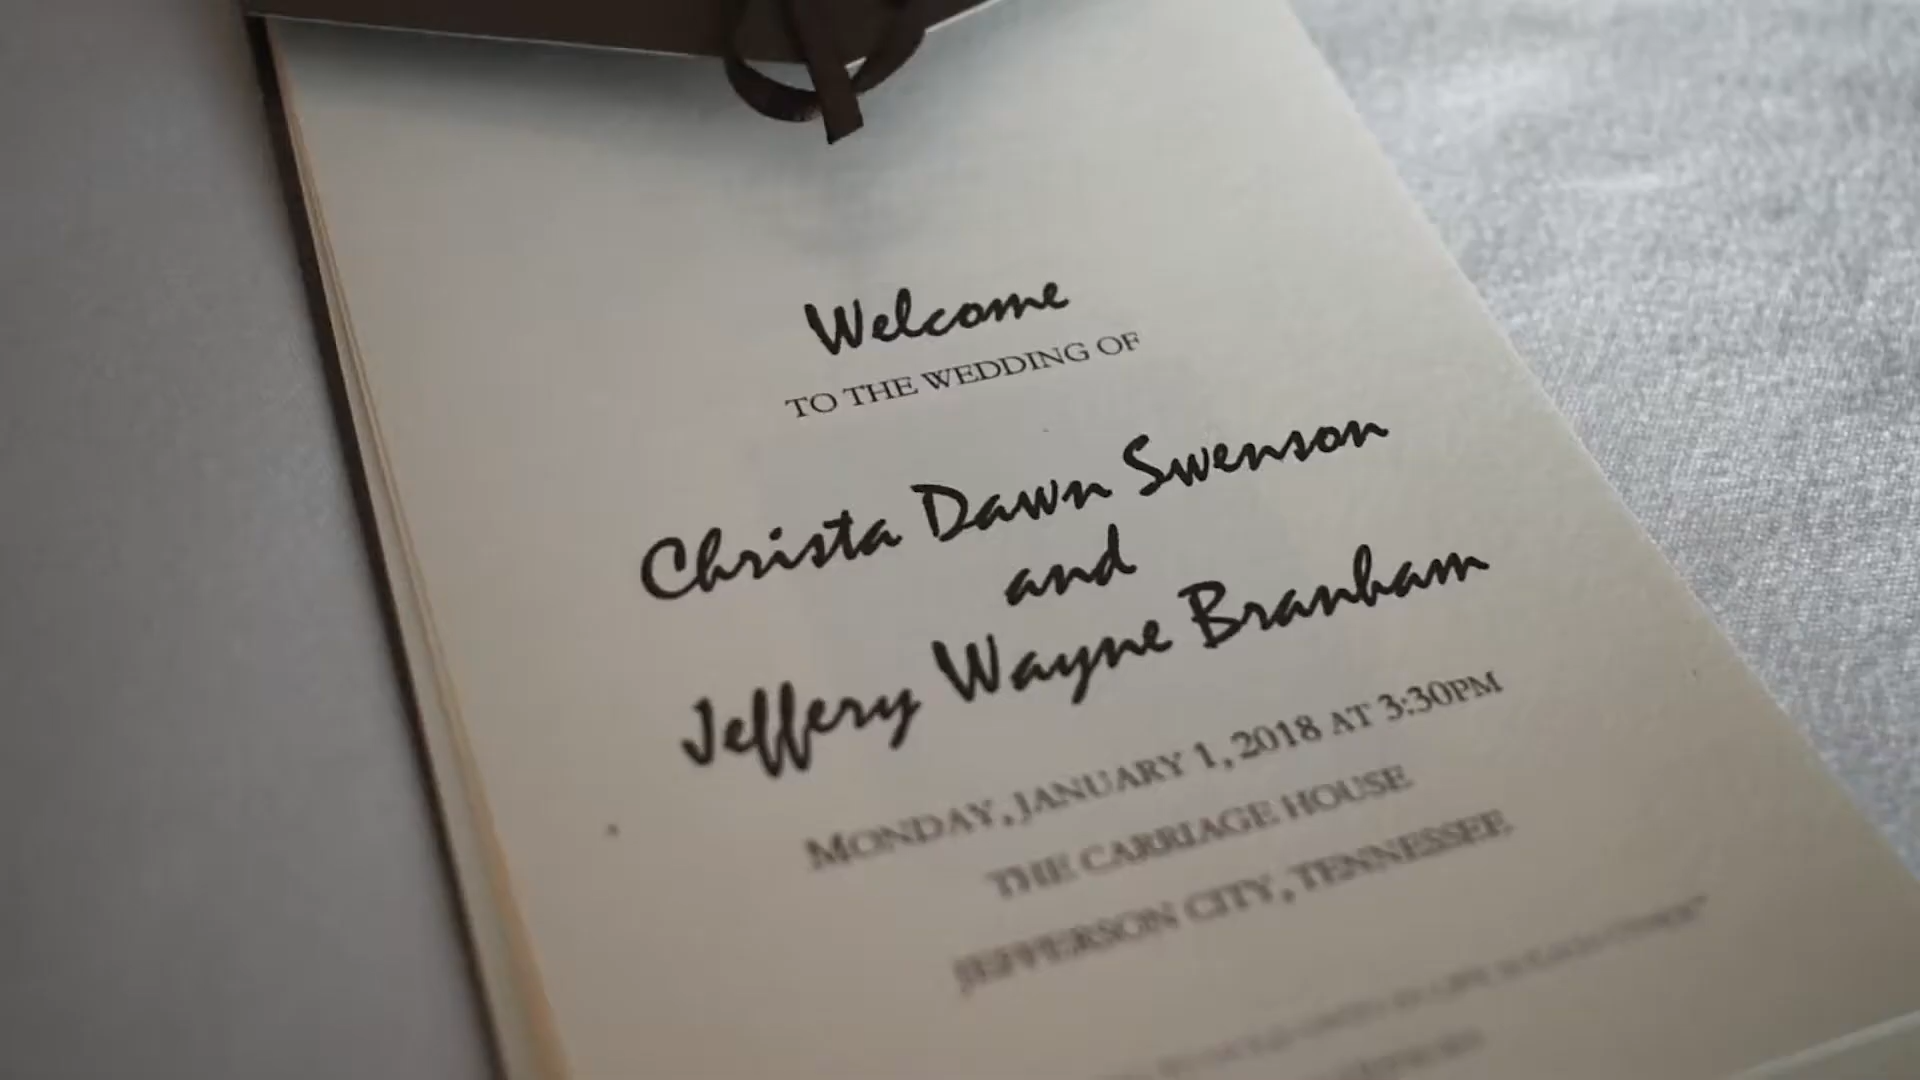 Welcome
TO THE WEDDING OF
Christa Dawn Swenson
and
Jeffery Wayne Branham
MONDAY, JANUARY 1, 2018 AT 3:30PM
THE CARRIAGE HOUSE
JEFFERSON CITY, TENNESSEE